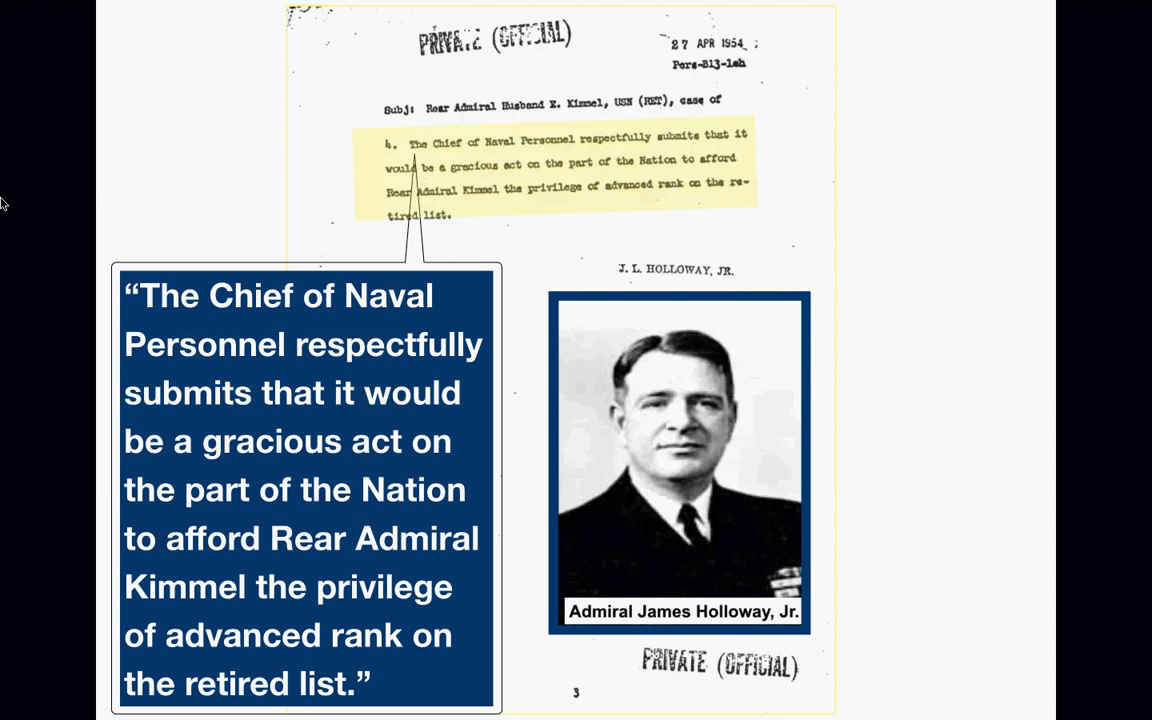 PRIVATE (OFFICIAL)
27 APR 1954
Pers-B13-leh
Subj: Rear Admiral Husband E. Kimmel, USN (RET), case of
4. The Chief of Naval Personnel respectfully submits that it
would be a gracious act on the part of the Nation to afford
Rear Admiral Kimmel the privilege of advanced rank on the re-
tired list.
J. L. HOLLOWAY, JR.
“The Chief of Naval
Personnel respectfully
submits that it would
be a gracious act on
the part of the Nation
to afford Rear Admiral
Kimmel the privilege
of advanced rank on
the retired list.”
Admiral James Holloway, Jr.
PRIVATE (OFFICIAL)
3